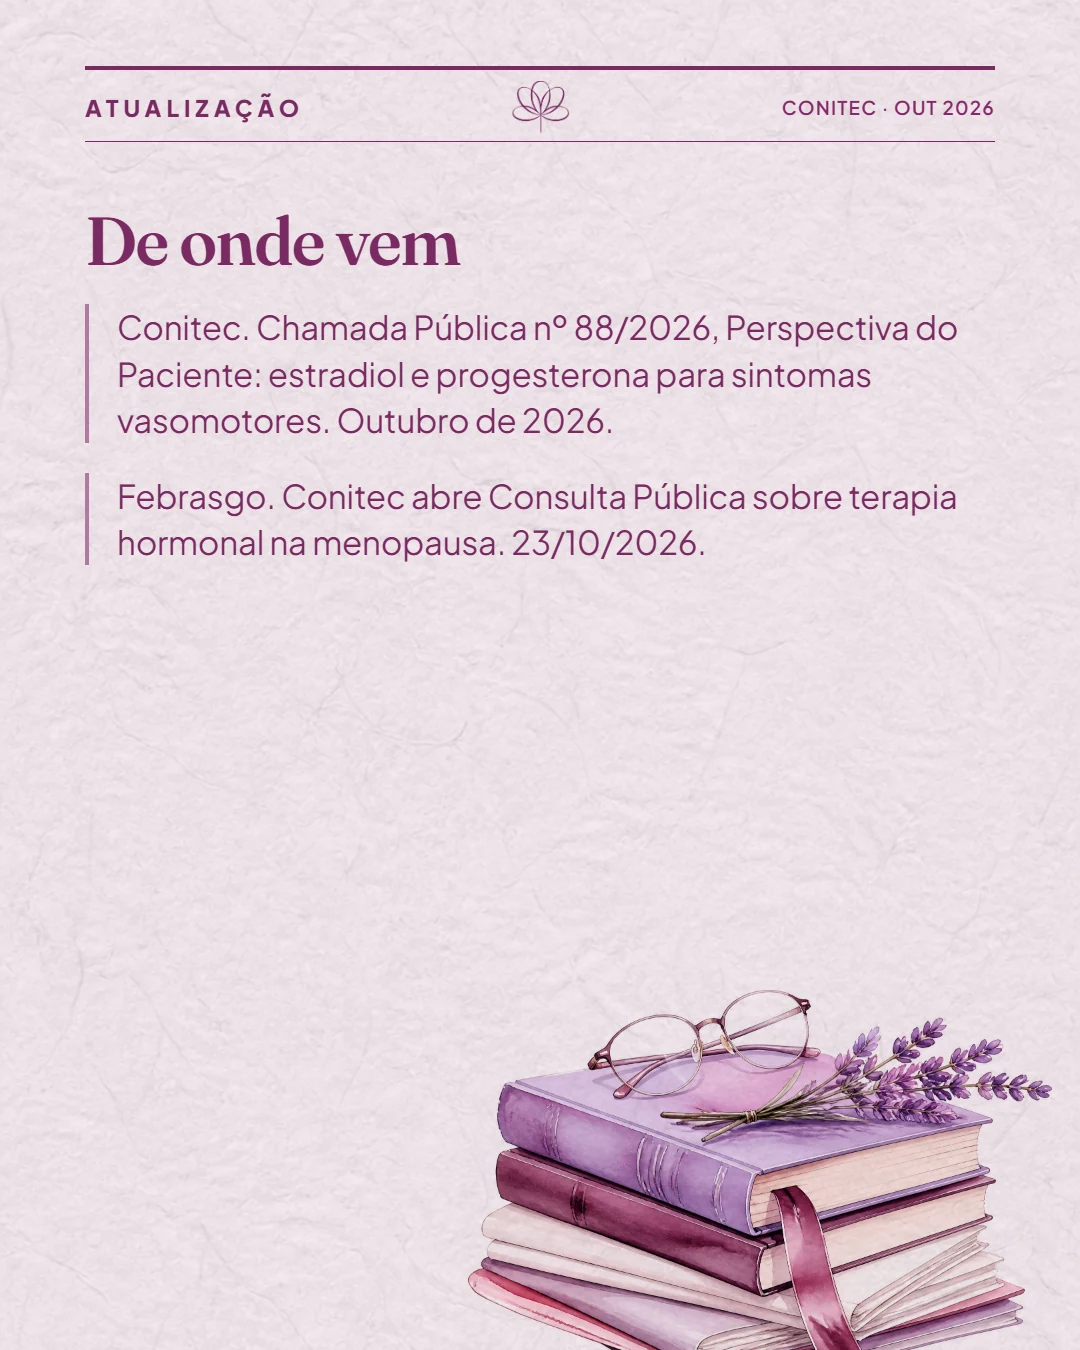 ATUALIZAÇÃO
CONITEC · OUT 2026
De onde vem
Conitec. Chamada Pública nº 88/2026, Perspectiva do
Paciente: estradiol e progesterona para sintomas
vasomotores. Outubro de 2026.
Febrasgo. Conitec abre Consulta Pública sobre terapia
hormonal na menopausa. 23/10/2026.